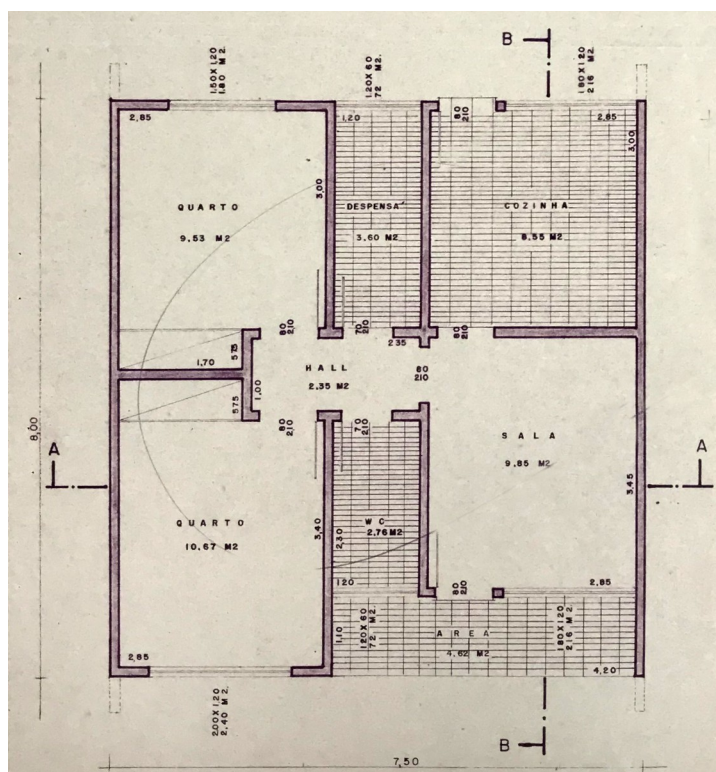 B
1.50X1.20
1.80 M2.
1.20X60
72 M2.
1.80X1.20
2.16 M2.
2.85
1,20
80
210
2.85
3.00
3.00
QUARTO
9.53 M2
DESPENSA
3.60 M2
COZINHA
8.55 M2
80
210
70
210
2.35
80
210
1.70
575
HALL
2.35 M2
80
210
575
1.00
80
210
70
210
8,00
A
SALA
9.85 M2
A
3.45
QUARTO
10.67 M2
3.40
2,30
WC
2.76 M2
120
80
210
2.85
2.85
1,10
1.20X60
72 M2.
AREA
4.62 M2
1.80X1.20
2.16 M2.
4.20
2.00X1.20
2.40 M2.
B
7,50